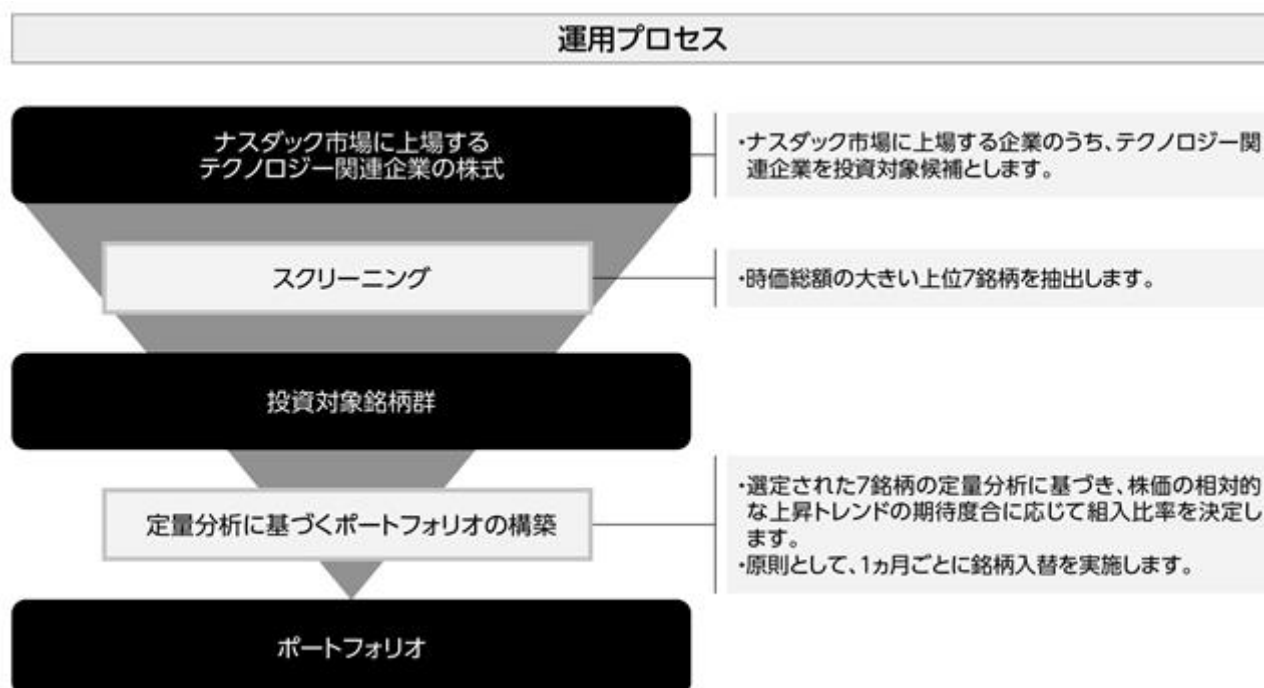 運用プロセス
ナスダック市場に上場する
テクノロジー関連企業の株式
・ナスダック市場に上場する企業のうち、テクノロジー関
連企業を投資対象候補とします。
スクリーニング
・時価総額の大きい上位7銘柄を抽出します。
投資対象銘柄群
定量分析に基づくポートフォリオの構築
・選定された7銘柄の定量分析に基づき、株価の相対的
な上昇トレンドの期待度合に応じて組入比率を決定し
ます。
・原則として、1ヵ月ごとに銘柄入替を実施します。
ポートフォリオ